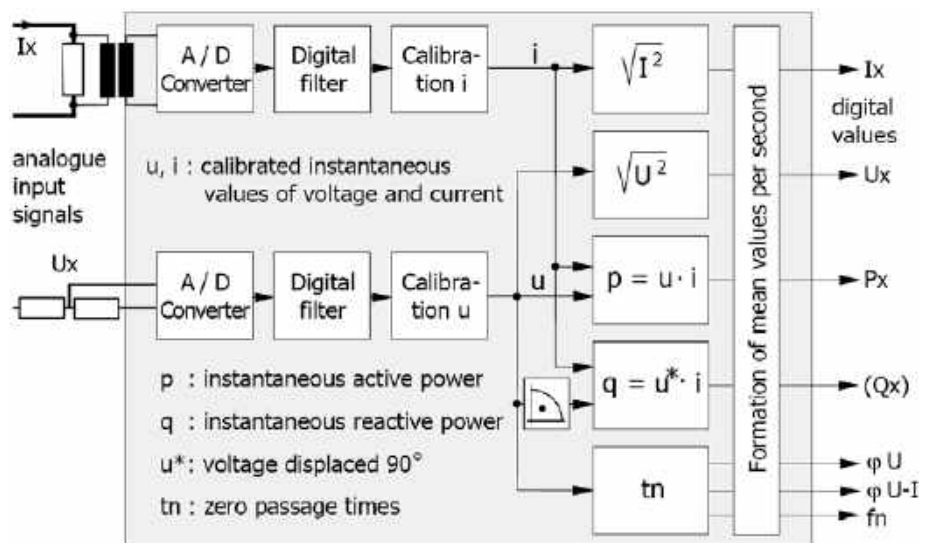 Ix
A / D
Converter
Digital
filter
Calibra-
tion i
i
√I²
Ix
digital
values
analogue
input
signals
u, i : calibrated instantaneous
values of voltage and current
√U²
Ux
Ux
A / D
Converter
Digital
filter
Calibra-
tion u
u
p = u· i
Px
p : instantaneous active power
q : instantaneous reactive power
u*: voltage displaced 90°
tn : zero passage times
q = u*· i
(Qx)
tn
φ U
φ U-I
fn
Formation of mean values per second